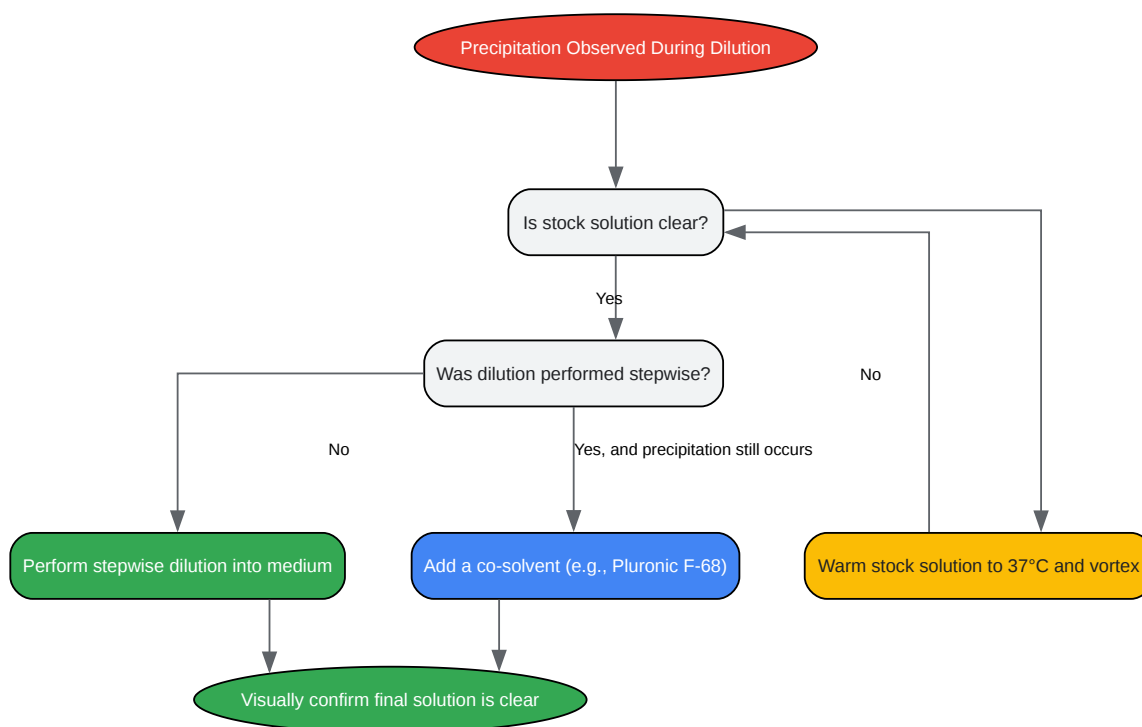 Precipitation Observed During Dilution
Is stock solution clear?
Yes
Was dilution performed stepwise?
No
No
Yes, and precipitation still occurs
Perform stepwise dilution into medium
Add a co-solvent (e.g., Pluronic F-68)
Warm stock solution to 37°C and vortex
Visually confirm final solution is clear